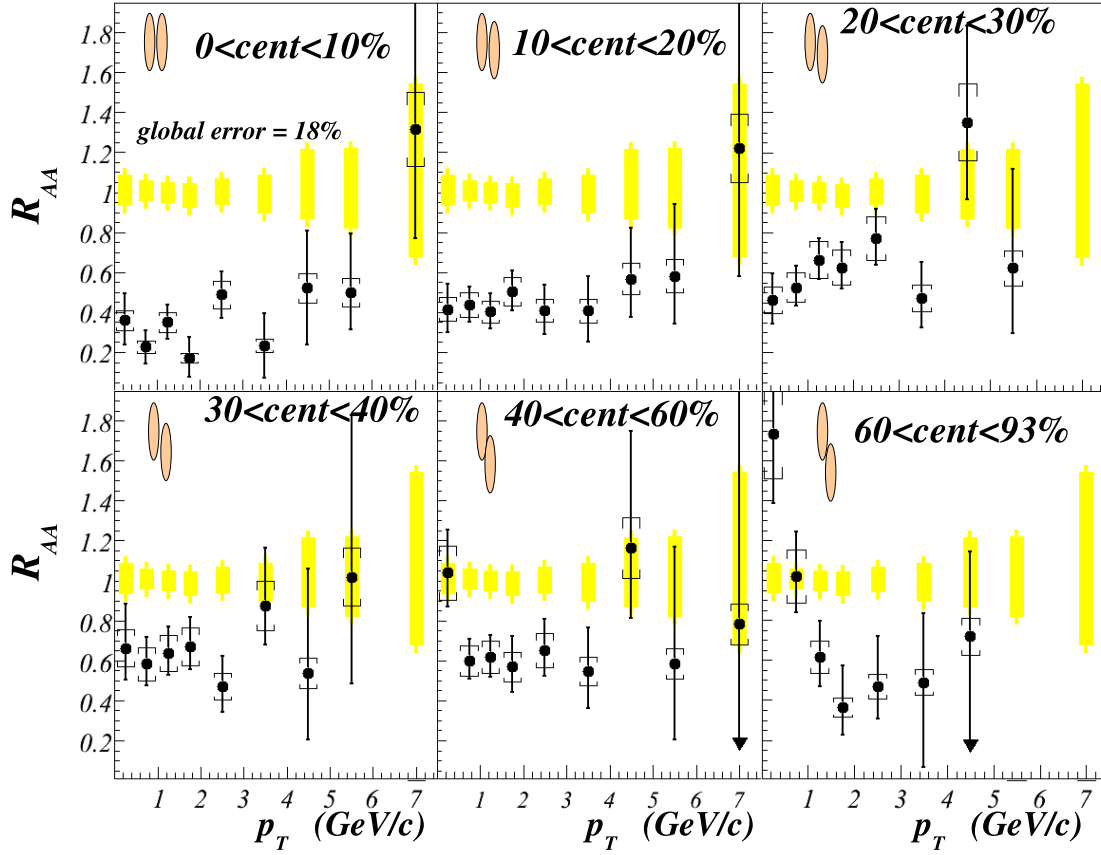 0<cent<10%
10<cent<20%
20<cent<30%
global error = 18%
R_AA
1.8
1.6
1.4
1.2
1
0.8
0.6
0.4
0.2
30<cent<40%
40<cent<60%
60<cent<93%
R_AA
1.8
1.6
1.4
1.2
1
0.8
0.6
0.4
0.2
1 2 3 4 5 6 7
1 2 3 4 5 6 7
1 2 3 4 5 6 7
p_T (GeV/c)
p_T (GeV/c)
p_T (GeV/c)